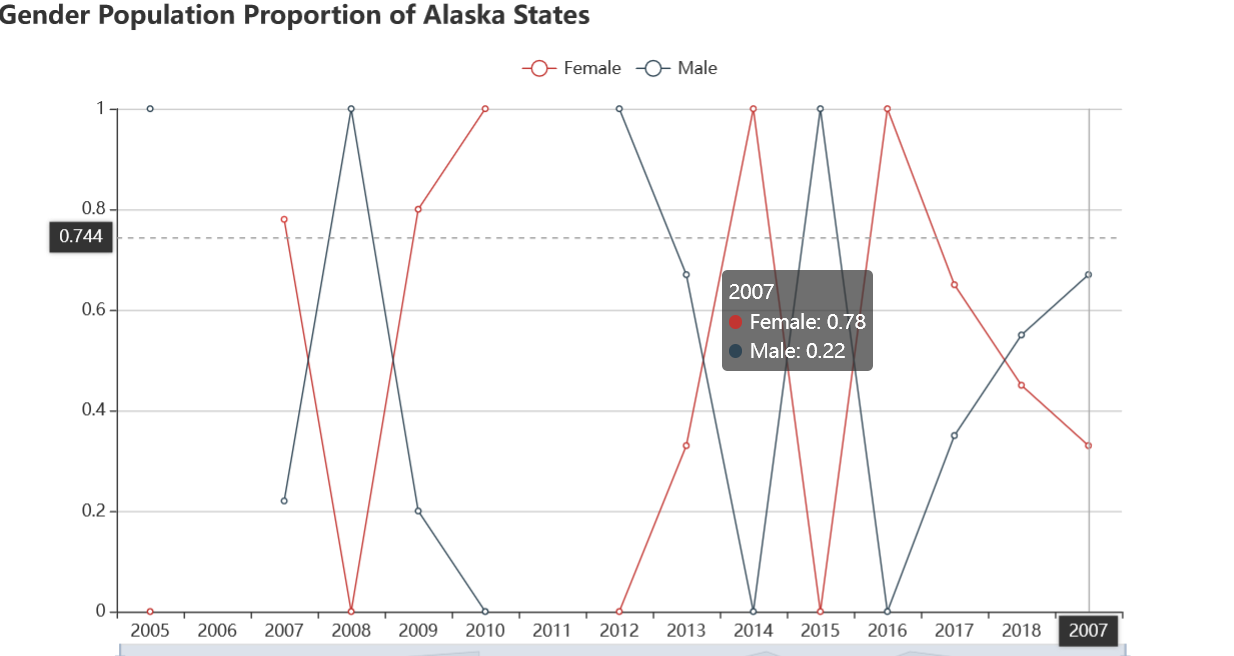 Gender Population Proportion of Alaska States
Female Male
1
0.8
0.744
0.6
0.4
0.2
0
2007
Female: 0.78
Male: 0.22
2005 2006 2007 2008 2009 2010 2011 2012 2013 2014 2015 2016 2017 2018 2007